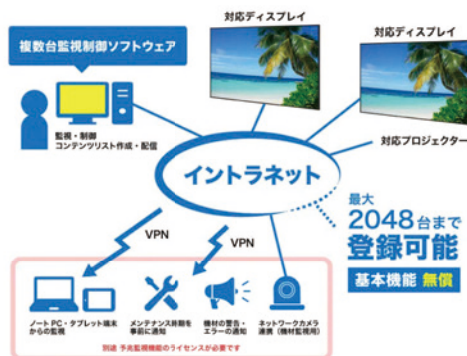 複数台監視制御ソフトウェア
監視・制御
コンテンツリスト作成・配信
対応ディスプレイ
対応ディスプレイ
対応プロジェクター
イントラネット
最大
2048台まで
登録可能
基本機能 無償
VPN
VPN
ノートPC・タブレット端末
からの監視
メンテナンス時期を
事前に通知
機材の警告・
エラーの通知
ネットワークカメラ
連携(機材監視用)
別途 予兆監視機能のライセンスが必要です